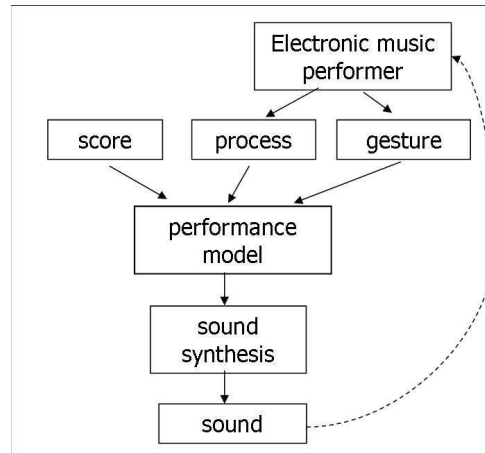 Electronic music
performer
score
process
gesture
performance
model
sound
synthesis
sound